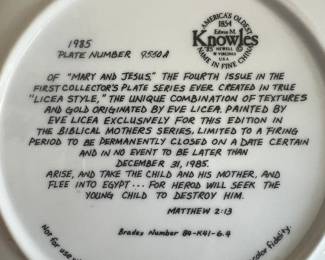 AMERICA'S OLDEST
1854
Edwin M.
Knowles
NEWELL
W. VIRGINIA
U.S.A.
NAME IN FINE CHINA
1985
PLATE NUMBER 9550A
OF "MARY AND JESUS," THE FOURTH ISSUE IN THE
FIRST COLLECTOR'S PLATE SERIES EVER CREATED IN TRUE
"LICEA STYLE," THE UNIQUE COMBINATION OF TEXTURES
AND GOLD ORIGINATED BY EVE LICEA. PAINTED BY
EVE LICEA EXCLUSIVELY FOR THIS EDITION IN
THE BIBLICAL MOTHERS SERIES, LIMITED TO A FIRING
PERIOD TO BE PERMANENTLY CLOSED ON A DATE CERTAIN
AND IN NO EVENT TO BE LATER THAN
DECEMBER 31, 1985.
ARISE, AND TAKE THE CHILD AND HIS MOTHER, AND
FLEE INTO EGYPT... FOR HEROD WILL SEEK THE
YOUNG CHILD TO DESTROY HIM.
MATTHEW 2:13
Bradex Number 84-K41-6.4
Not for use
color fidelity.